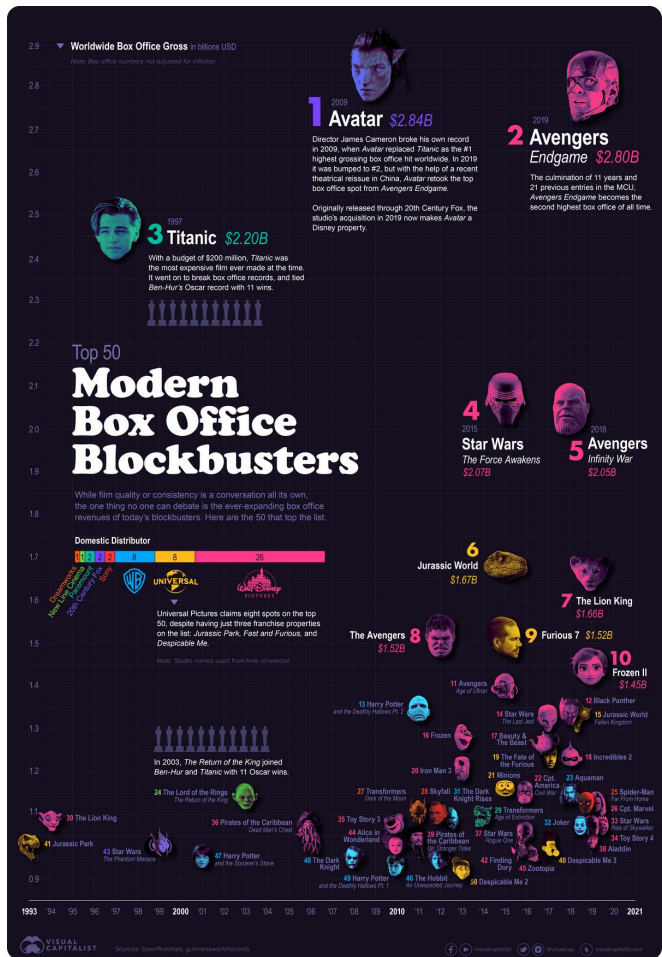 Worldwide Box Office Gross in billions USD
Note: Box office numbers not adjusted for inflation
2.9
2.8
2.7
2.6
2.5
2.4
2.3
2.2
2.1
2.0
1.9
1.8
1.7
1.6
1.5
1.4
1.3
1.2
1.1
0.9
2009
1 Avatar $2.84B
Director James Cameron broke his own record
in 2009, when Avatar replaced Titanic as the #1
highest grossing box office hit worldwide. In 2019
it was bumped to #2, but with the help of a recent
theatrical reissue in China, Avatar retook the top
box office spot from Avengers Endgame.
Originally released through 20th Century Fox, the
studio's acquisition in 2019 now makes Avatar a
Disney property.
2019
2 Avengers
Endgame $2.80B
The culmination of 11 years and
21 previous entries in the MCU,
Avengers Endgame becomes the
second highest box office of all time.
1997
3 Titanic $2.20B
With a budget of $200 million, Titanic was
the most expensive film ever made at the time.
It went on to break box office records, and tied
Ben-Hur's Oscar record with 11 wins.
Top 50
Modern
Box Office
Blockbusters
While film quality or consistency is a conversation all its own,
the one thing no one can debate is the ever-expanding box office
revenues of today's blockbusters. Here are the 50 that top the list.
4
2015
Star Wars
The Force Awakens
$2.07B
2018
5 Avengers
Infinity War
$2.05B
Domestic Distributor
1 1 2 2 2 8 8 26
Dreamworks
New Line Cinema
Paramount
20th Century Fox
Sony
WB
UNIVERSAL
Walt Disney
PICTURES
Universal Pictures claims eight spots on the top
50, despite having just three franchise properties
on the list: Jurassic Park, Fast and Furious, and
Despicable Me.
Note: Studio names used from time of release
6
Jurassic World
$1.67B
7 The Lion King
$1.66B
The Avengers 8
$1.52B
9 Furious 7 $1.52B
10
Frozen II
$1.45B
11 Avengers
Age of Ultron
12 Black Panther
13 Harry Potter
and the Deathly Hallows Pt. 2
14 Star Wars
The Last Jedi
15 Jurassic World
Fallen Kingdom
16 Frozen
17 Beauty &
The Beast
18 Incredibles 2
19 The Fate of
the Furious
20 Iron Man 3
21 Minions
22 Cpt.
America
Civil War
23 Aquaman
In 2003, The Return of the King joined
Ben-Hur and Titanic with 11 Oscar wins.
24 The Lord of the Rings
The Return of the King
25 Spider-Man
Far From Home
26 Cpt. Marvel
27 Transformers
Dark of the Moon
28 Skyfall
29 Transformers
Age of Extinction
30 The Lion King
31 The Dark
Knight Rises
32 Joker
33 Star Wars
Rise of Skywalker
34 Toy Story 4
35 Toy Story 3
36 Pirates of the Caribbean
Dead Man's Chest
37 Star Wars
Rogue One
38 Aladdin
39 Pirates of
the Caribbean
On Stranger Tides
40 Despicable Me 3
41 Jurassic Park
42 Finding
Dory
43 Star Wars
The Phantom Menace
44 Alice in
Wonderland
45 Zootopia
46 The Hobbit
An Unexpected Journey
47 Harry Potter
and the Sorcerer's Stone
48 The Dark
Knight
49 Harry Potter
and the Deathly Hallows Pt. 1
50 Despicable Me 2
1993 '94 '95 '96 '97 '98 '99 2000 '01 '02 '03 '04 '05 '06 '07 '08 '09 2010 '11 '12 '13 '14 '15 '16 '17 '18 '19 '20 2021
VISUAL
CAPITALIST
Sources: boxofficemojo, guinnessworldrecords
/visualcapitalist
@visualcap
visualcapitalist.com